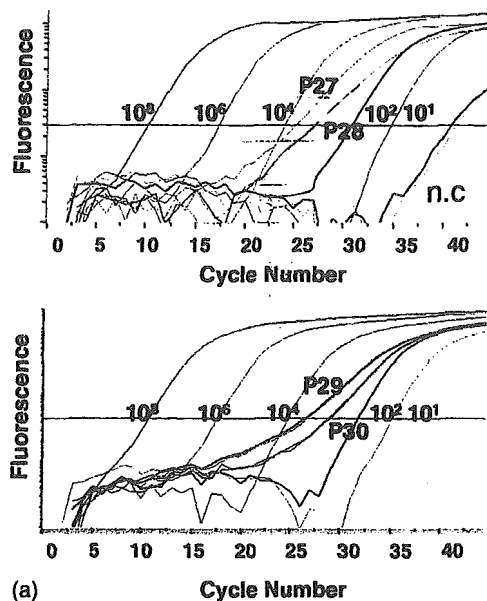 Fluorescence
10⁸ 10⁶ 10⁴ P27 P28 10² 10¹
n.c
0 5 10 15 20 25 30 35 40
Cycle Number
Fluorescence
10⁸ 10⁶ 10⁴ P29 P30 10² 10¹
0 5 10 15 20 25 30 35 40
(a) Cycle Number